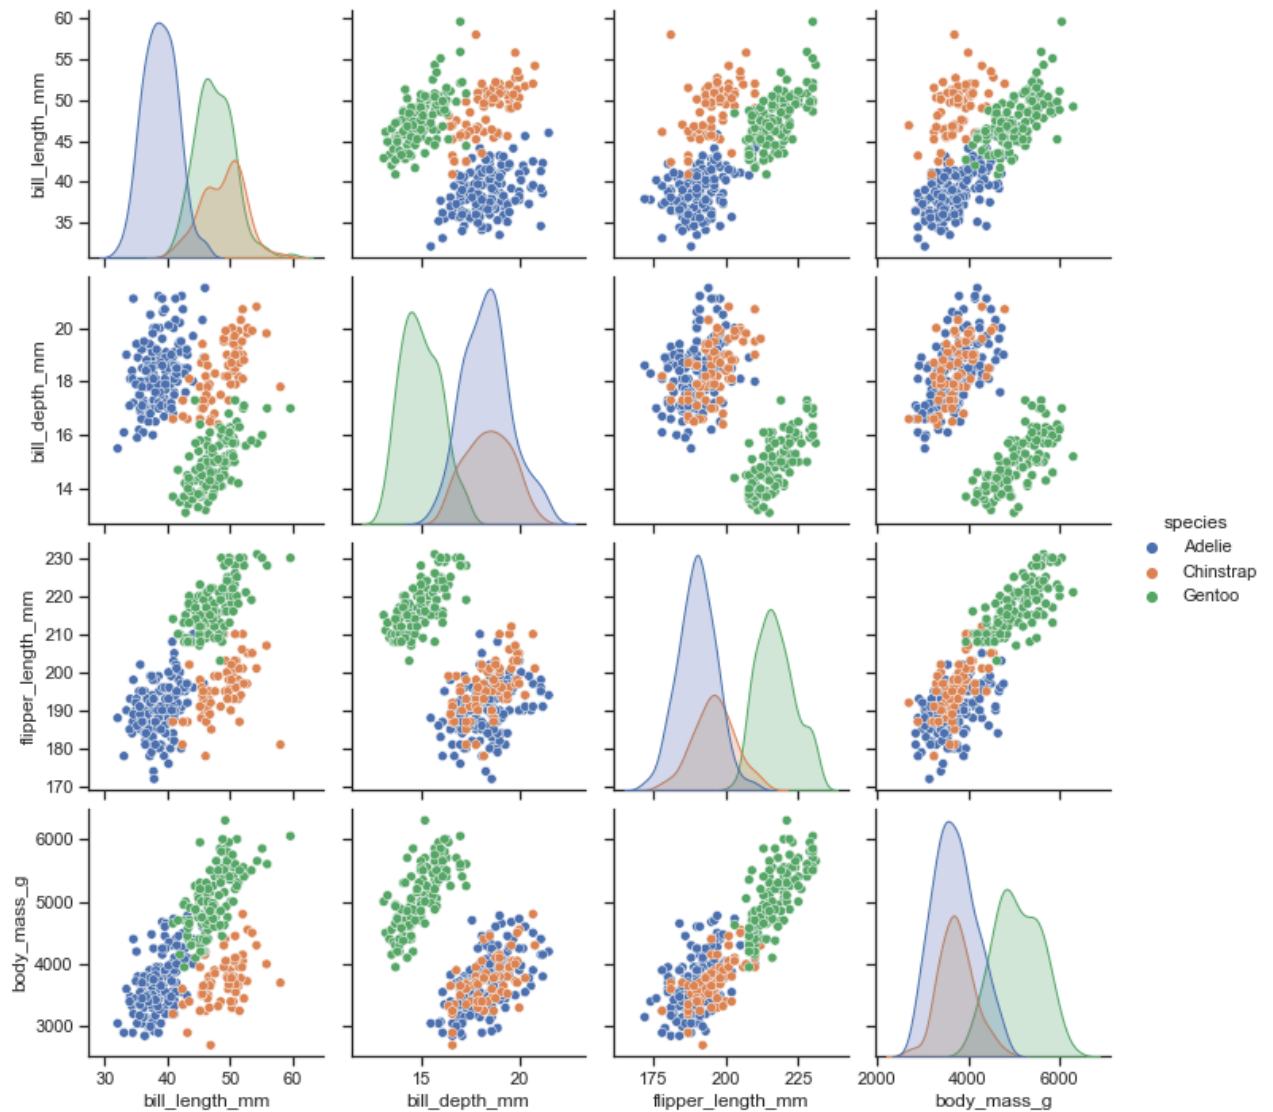 60
55
50
45
40
35
bill_length_mm
20
18
16
14
bill_depth_mm
species
Adelie
Chinstrap
Gentoo
230
220
210
200
190
180
170
flipper_length_mm
6000
5000
4000
3000
body_mass_g
30 40 50 60
bill_length_mm
15 20
bill_depth_mm
175 200 225
flipper_length_mm
2000 4000 6000
body_mass_g